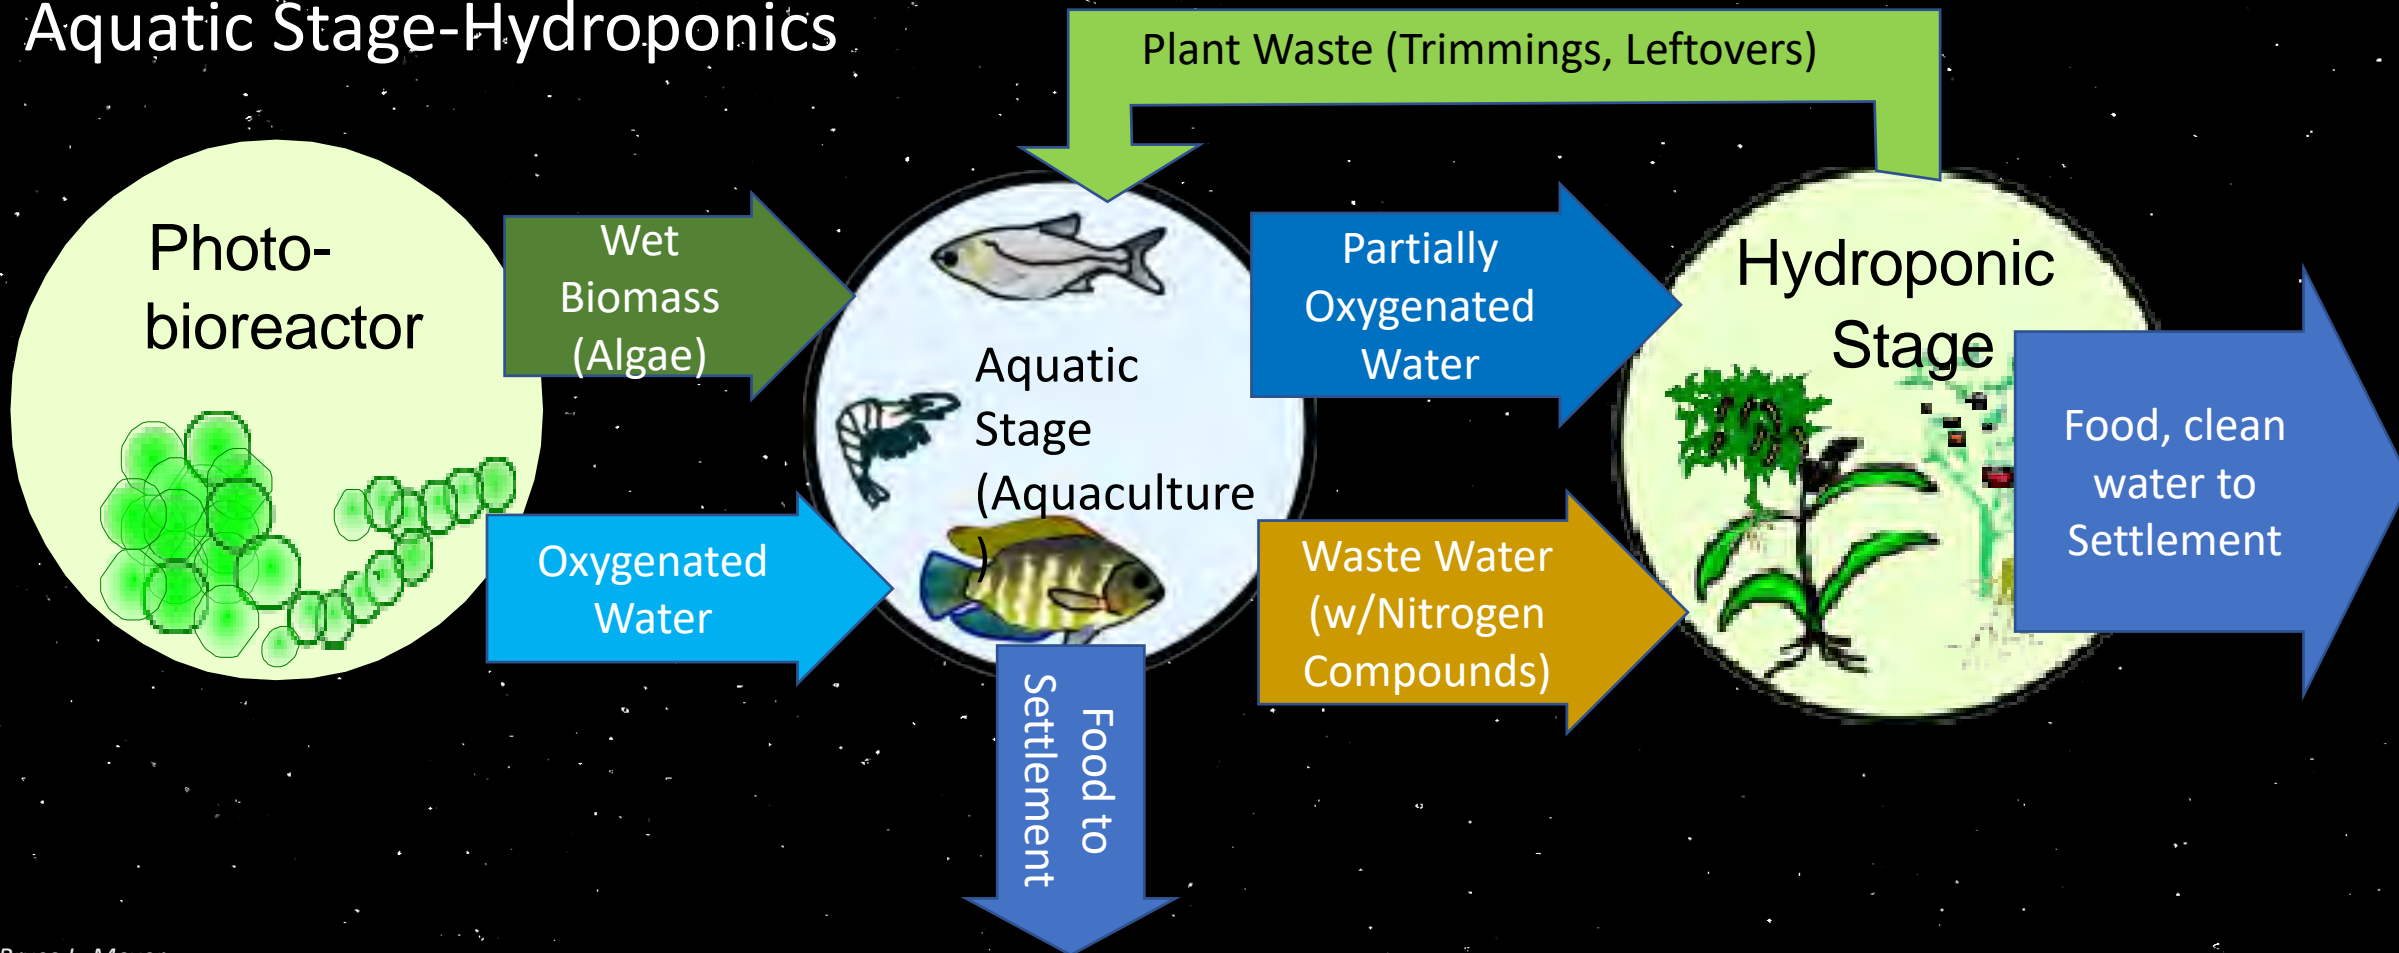 Aquatic Stage-Hydroponics
Plant Waste (Trimmings, Leftovers)
Photo-
bioreactor
Wet
Biomass
(Algae)
Oxygenated
Water
Aquatic
Stage
(Aquaculture
)
Partially
Oxygenated
Water
Waste Water
(w/Nitrogen
Compounds)
Hydroponic
Stage
Food, clean
water to
Settlement
Food to
Settlement